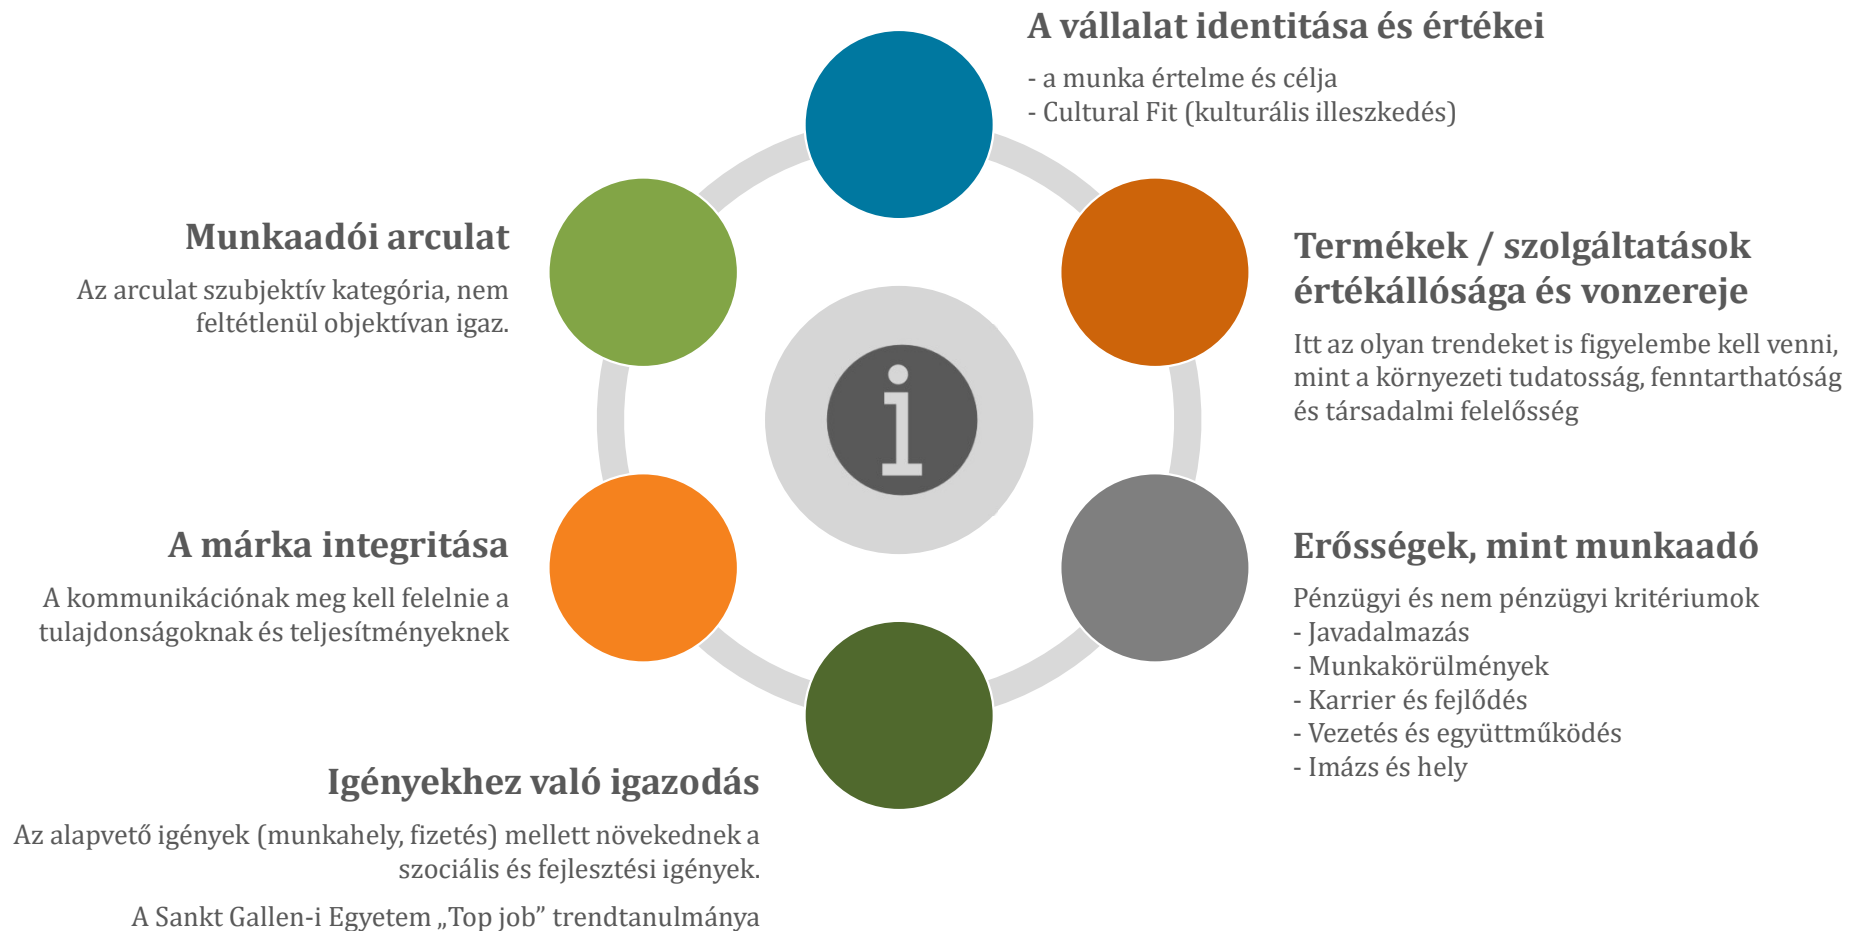 A vállalat identitása és értékei
- a munka értelme és célja
- Cultural Fit (kulturális illeszkedés)
Termékek / szolgáltatások
értékállósága és vonzereje
Itt az olyan trendeket is figyelembe kell venni,
mint a környezeti tudatosság, fenntarthatóság
és társadalmi felelősség
Erősségek, mint munkaadó
Pénzügyi és nem pénzügyi kritériumok
- Javadalmazás
- Munkakörülmények
- Karrier és fejlődés
- Vezetés és együttműködés
- Imázs és hely
Igényekhez való igazodás
Az alapvető igények (munkahely, fizetés) mellett növekednek a
szociális és fejlesztési igények.
A Sankt Gallen-i Egyetem „Top job” trendtanulmánya
A márka integritása
A kommunikációnak meg kell felelnie a
tulajdonságoknak és teljesítményeknek
Munkaadói arculat
Az arculat szubjektív kategória, nem
feltétlenül objektívan igaz.
i